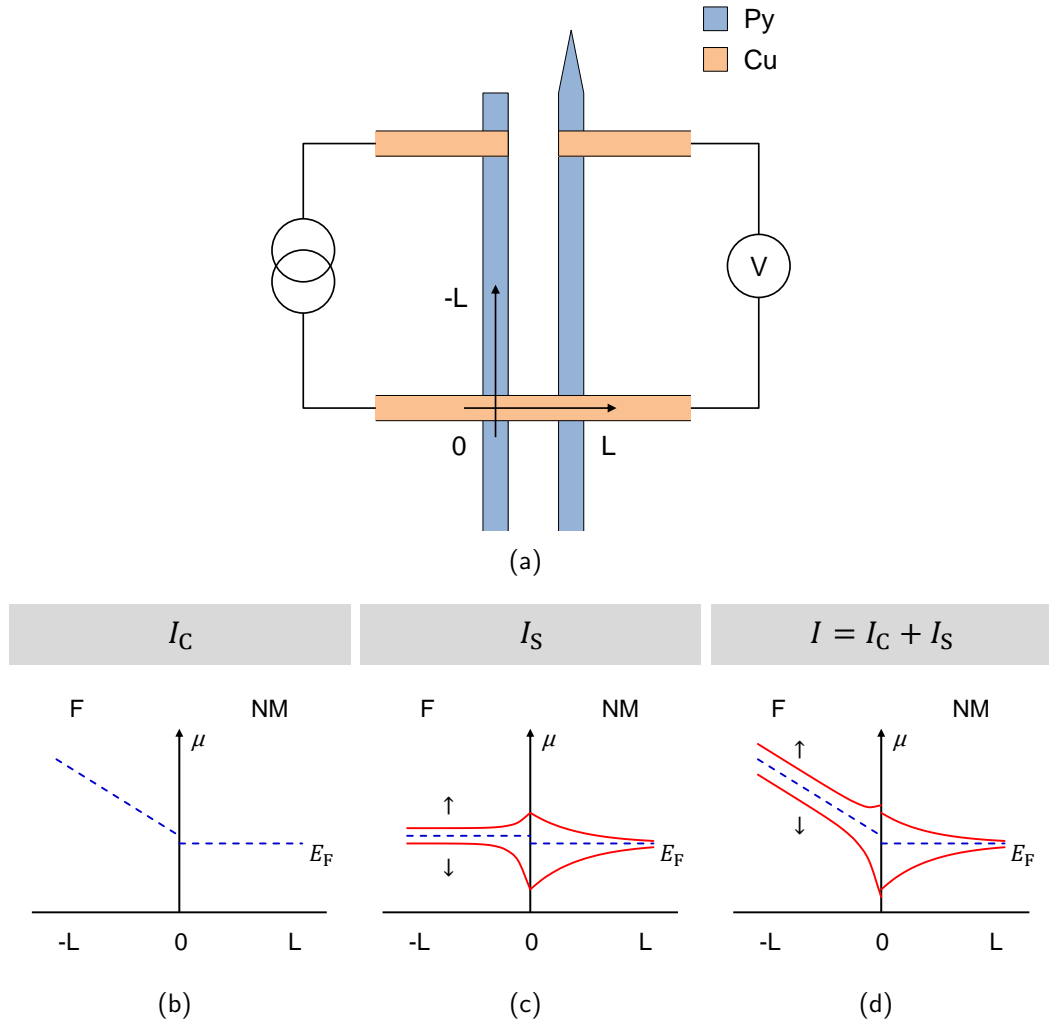 Py
Cu
-L
V
0
L
(a)
I_C
I_S
I = I_C + I_S
F
NM
μ
E_F
-L
0
L
(b)
F
NM
μ
↑
↓
E_F
-L
0
L
(c)
F
NM
μ
↑
↓
E_F
-L
0
L
(d)